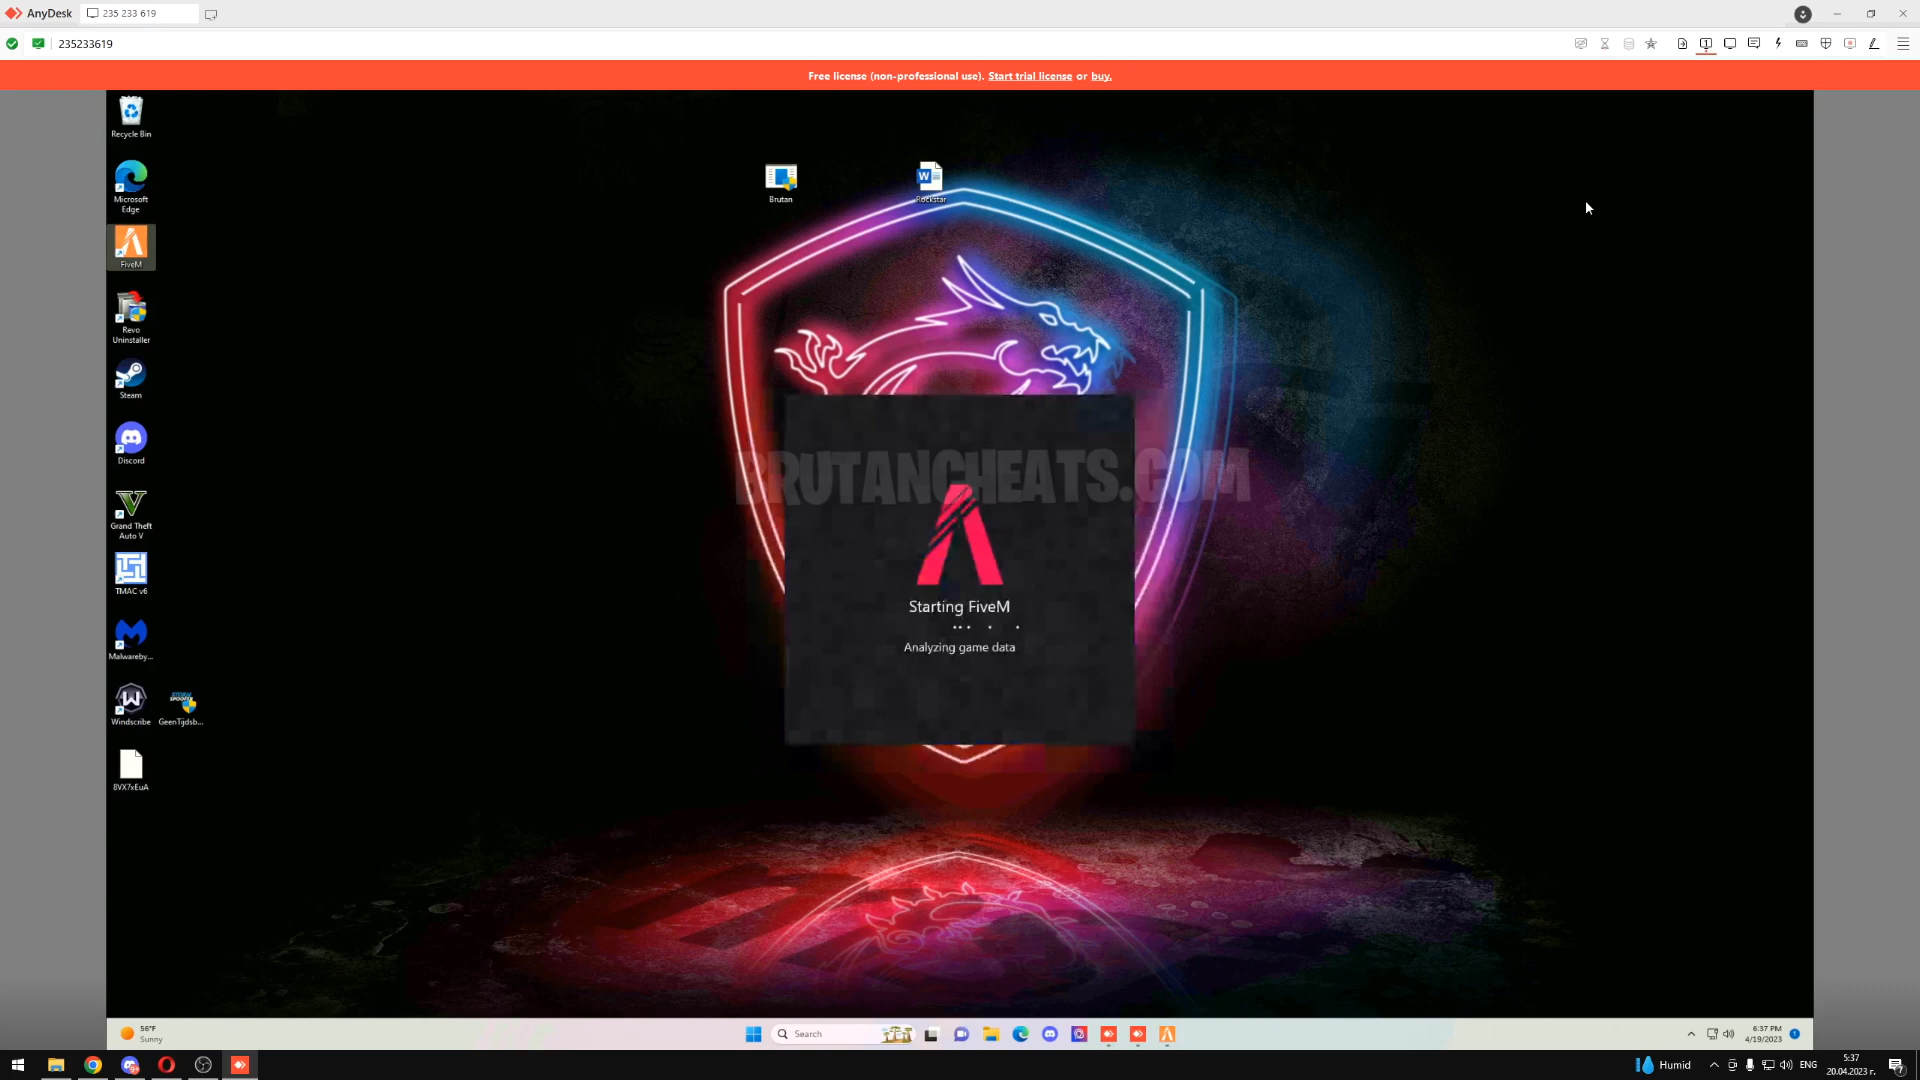 AnyDesk
235 233 619
235233619
Free license (non-professional use). Start trial license or buy.
Recycle Bin
Microsoft
Edge
FiveM
Revo
Uninstaller
Steam
Discord
Grand Theft
Auto V
TMAC v6
Malwareby...
Windscribe
GeenTijdsb...
8VX7xEuA
Brutan
Rockstar
BRUTANCHEATS.COM
Starting FiveM
Analyzing game data
56°F
Sunny
Search
6:37 PM
4/19/2023
Humid
ENG
5:37
20.04.2023 г.